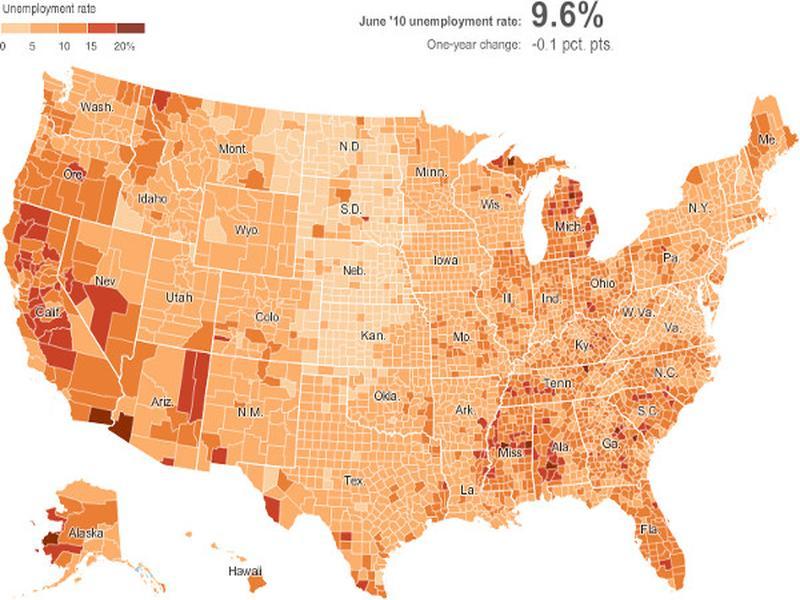 Unemployment rate
0 5 10 15 20%
June '10 unemployment rate: 9.6%
One-year change: -0.1 pct. pts.
Wash.
Mont.
N.D.
Minn.
Me.
Ore.
Idaho
S.D.
Wis.
Mich.
N.Y.
Wyo.
Neb.
Iowa
Pa.
Nev.
Utah
Colo.
Ill.
Ind.
Ohio
Calif.
Kan.
Mo.
Ky.
W.Va.
Va.
Ariz.
N.M.
Okla.
Ark.
Tenn.
N.C.
S.C.
Miss.
Ala.
Ga.
Tex.
La.
Fla.
Alaska
Hawaii